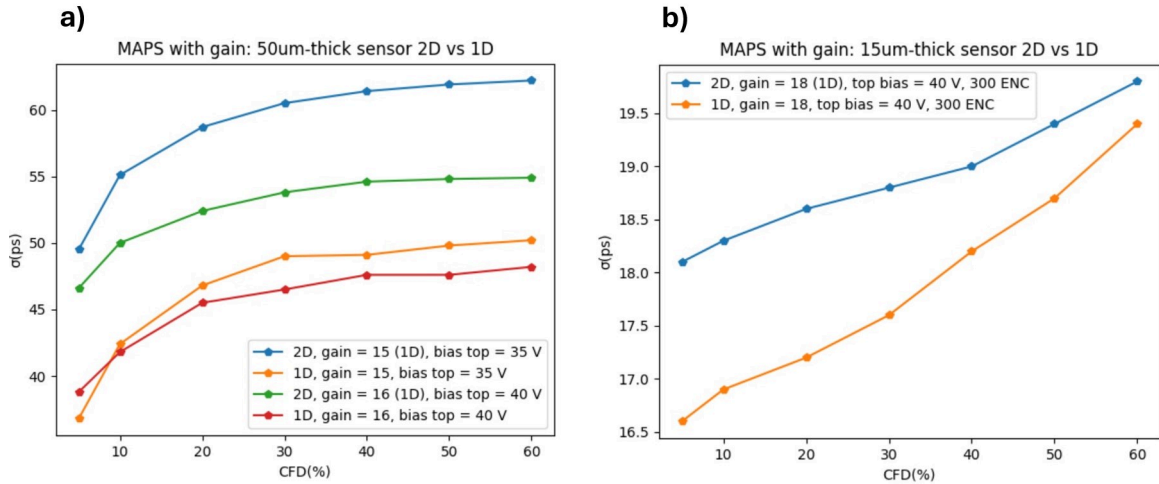 a)
MAPS with gain: 50um-thick sensor 2D vs 1D
60
55
50
45
40
σ(ps)
2D, gain = 15 (1D), bias top = 35 V
1D, gain = 15, bias top = 35 V
2D, gain = 16 (1D), bias top = 40 V
1D, gain = 16, bias top = 40 V
10 20 30 40 50 60
CFD(%)
b)
MAPS with gain: 15um-thick sensor 2D vs 1D
2D, gain = 18 (1D), top bias = 40 V, 300 ENC
1D, gain = 18, top bias = 40 V, 300 ENC
19.5
19.0
18.5
18.0
17.5
17.0
16.5
σ(ps)
10 20 30 40 50 60
CFD(%)